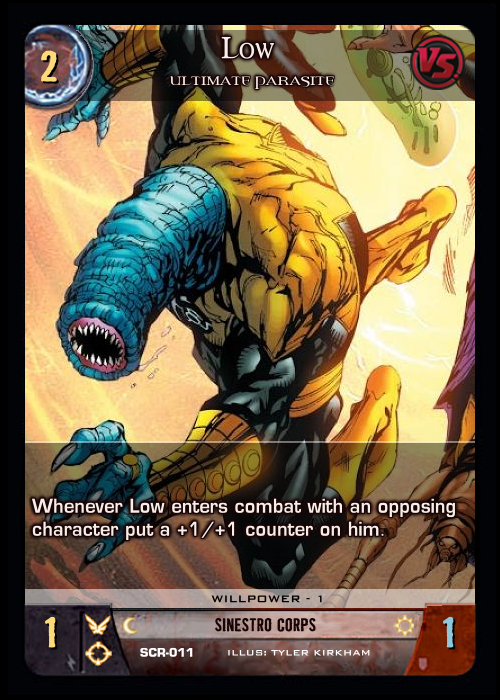 2
Low
ULTIMATE PARASITE
VS
Whenever Low enters combat with an opposing
character put a +1/+1 counter on him.
WILLPOWER - 1
1
SINESTRO CORPS
1
SCR-011 ILLUS: TYLER KIRKHAM